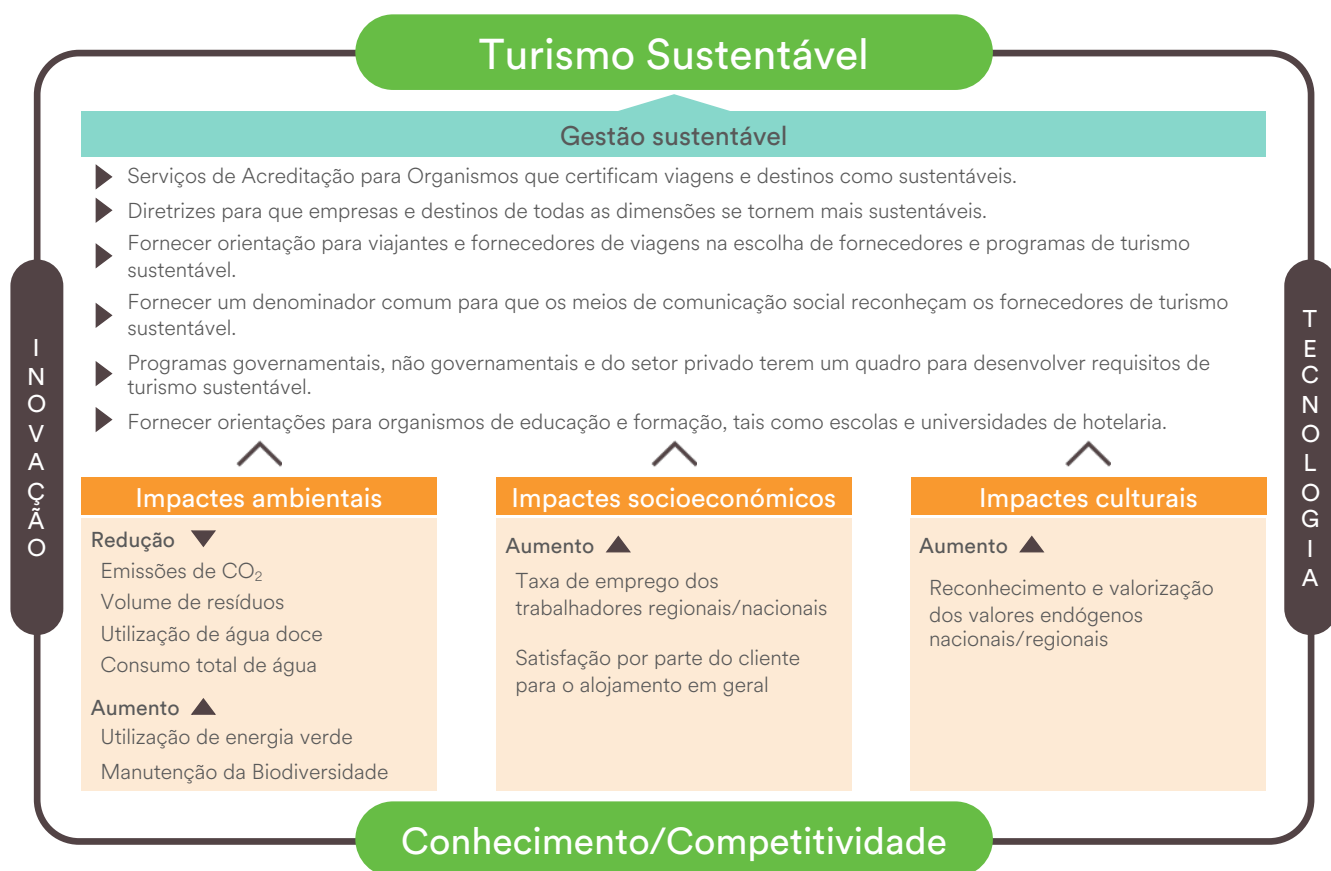 Turismo Sustentável
Gestão sustentável
Serviços de Acreditação para Organismos que certificam viagens e destinos como sustentáveis.
Diretrizes para que empresas e destinos de todas as dimensões se tornem mais sustentáveis.
Fornecer orientação para viajantes e fornecedores de viagens na escolha de fornecedores e programas de turismo
sustentável.
Fornecer um denominador comum para que os meios de comunicação social reconheçam os fornecedores de turismo
sustentável.
Programas governamentais, não governamentais e do setor privado terem um quadro para desenvolver requisitos de
turismo sustentável.
Fornecer orientações para organismos de educação e formação, tais como escolas e universidades de hotelaria.
INOVAÇÃO
TECNOLOGIA
Impactes ambientais
Redução
Emissões de CO₂
Volume de resíduos
Utilização de água doce
Consumo total de água
Aumento
Utilização de energia verde
Manutenção da Biodiversidade
Impactes socioeconómicos
Aumento
Taxa de emprego dos
trabalhadores regionais/nacionais
Satisfação por parte do cliente
para o alojamento em geral
Impactes culturais
Aumento
Reconhecimento e valorização
dos valores endógenos
nacionais/regionais
Conhecimento/Competitividade